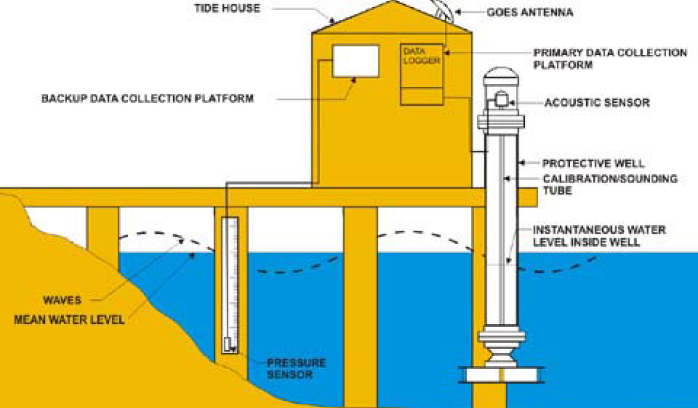 TIDE HOUSE
GOES ANTENNA
DATA
LOGGER
PRIMARY DATA COLLECTION
PLATFORM
BACKUP DATA COLLECTION PLATFORM
ACOUSTIC SENSOR
PROTECTIVE WELL
CALIBRATION/SOUNDING
TUBE
INSTANTANEOUS WATER
LEVEL INSIDE WELL
WAVES
MEAN WATER LEVEL
PRESSURE
SENSOR